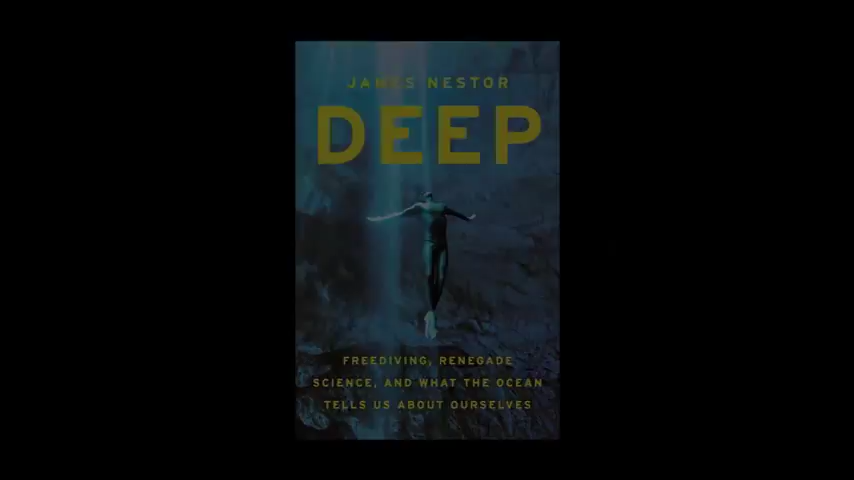 JAMES NESTOR
DEEP
FREEDIVING, RENEGADE
SCIENCE, AND WHAT THE OCEAN
TELLS US ABOUT OURSELVES